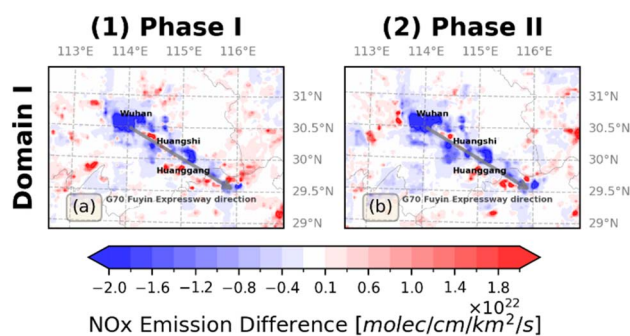 (1) Phase I
(2) Phase II
113°E 114°E 115°E 116°E
113°E 114°E 115°E 116°E
Domain I
Wuhan
Huangshi
Huanggang
G70 Fuyin Expressway direction
(a)
31°N
30.5°N
30°N
29.5°N
29°N
Wuhan
Huangshi
Huanggang
G70 Fuyin Expressway direction
(b)
31°N
30.5°N
30°N
29.5°N
29°N
-2.0 -1.6 -1.2 -0.8 -0.4 0.1 0.6 1.0 1.4 1.8
×10²²
NOx Emission Difference [molec/cm/km²/s]